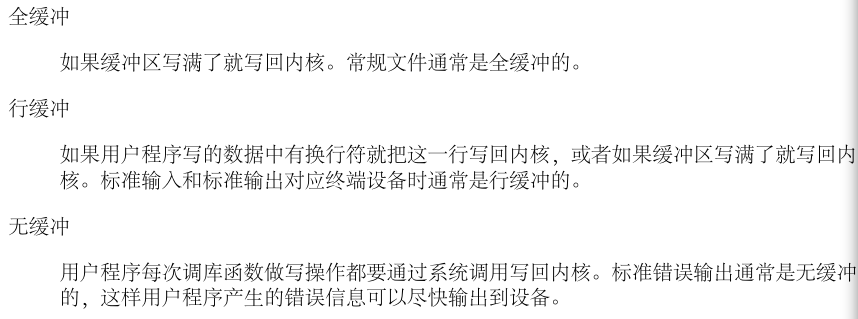 全缓冲
如果缓冲区写满了就写回内核。常规文件通常是全缓冲的。
行缓冲
如果用户程序写的数据中有换行符就把这一行写回内核，或者如果缓冲区写满了就写回内
核。标准输入和标准输出对应终端设备时通常是行缓冲的。
无缓冲
用户程序每次调库函数做写操作都要通过系统调用写回内核。标准错误输出通常是无缓冲
的，这样用户程序产生的错误信息可以尽快输出到设备。